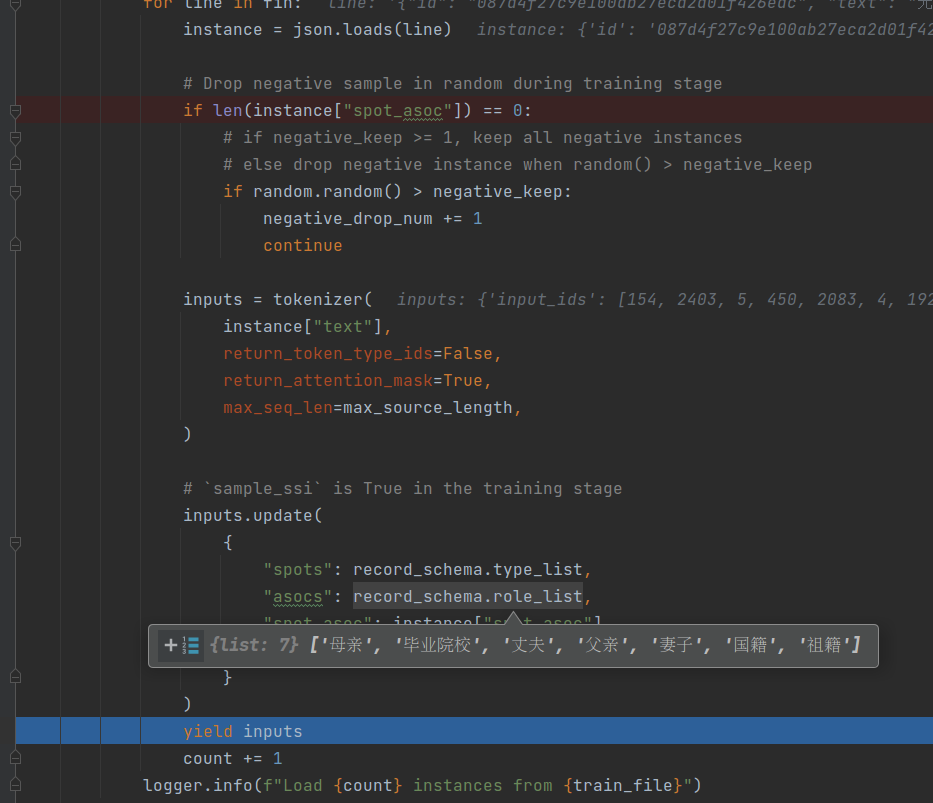 for line in fin:   line: '{"id": "087d4f27c9e100ab27eca2d01f426edc", "text": "元
instance = json.loads(line)   instance: {'id': '087d4f27c9e100ab27eca2d01f42
# Drop negative sample in random during training stage
if len(instance["spot_asoc"]) == 0:
# if negative_keep >= 1, keep all negative instances
# else drop negative instance when random() > negative_keep
if random.random() > negative_keep:
negative_drop_num += 1
continue
inputs = tokenizer(   inputs: {'input_ids': [154, 2403, 5, 450, 2083, 4, 192
instance["text"],
return_token_type_ids=False,
return_attention_mask=True,
max_seq_len=max_source_length,
)
# `sample_ssi` is True in the training stage
inputs.update(
{
"spots": record_schema.type_list,
"asocs": record_schema.role_list,
"spot_asoc": instance["spot_asoc"]
{list: 7} ['母亲', '毕业院校', '丈夫', '父亲', '妻子', '国籍', '祖籍']
}
)
yield inputs
count += 1
logger.info(f"Load {count} instances from {train_file}")